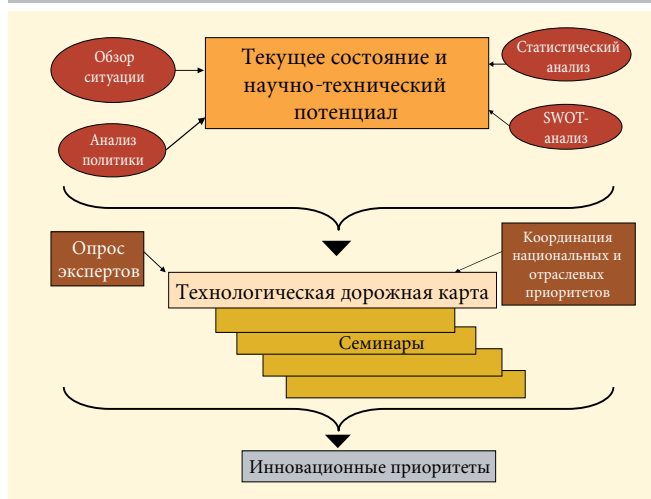 Обзор
ситуации
Текущее состояние и
научно-технический
потенциал
Статистический
анализ
Анализ
политики
SWOT-
анализ
Опрос
экспертов
Координация
национальных и
отраслевых
приоритетов
Технологическая дорожная карта
Семинары
Инновационные приоритеты